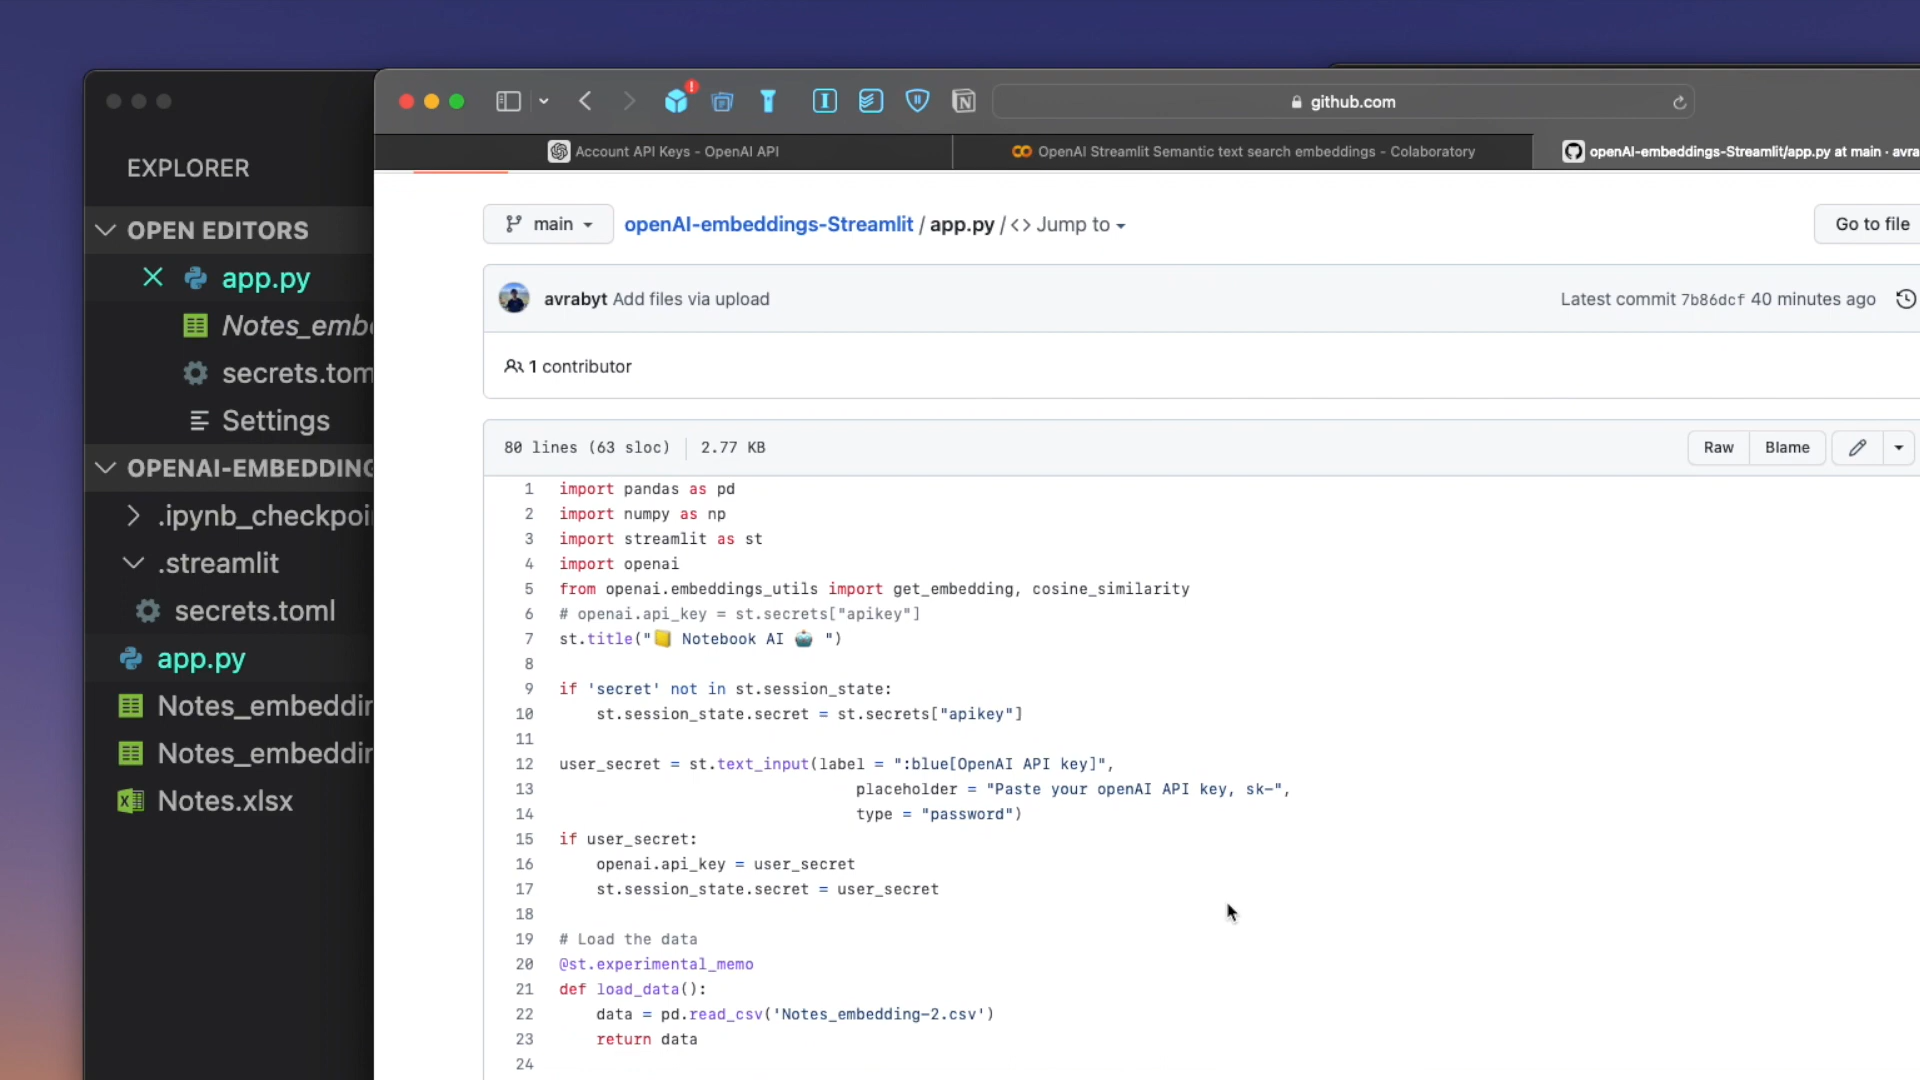 EXPLORER
OPEN EDITORS
app.py
Notes_embe
secrets.tom
Settings
OPENAI-EMBEDDING
.ipynb_checkpoi
.streamlit
secrets.toml
app.py
Notes_embeddin
Notes_embeddin
Notes.xlsx
github.com
Account API Keys - OpenAI API
OpenAI Streamlit Semantic text search embeddings - Colaboratory
openAI-embeddings-Streamlit/app.py at main · avra
main
openAI-embeddings-Streamlit / app.py / <> Jump to
Go to file
avrabyt Add files via upload
Latest commit 7b86dcf 40 minutes ago
1 contributor
80 lines (63 sloc) 2.77 KB
Raw
Blame
1 import pandas as pd
2 import numpy as np
3 import streamlit as st
4 import openai
5 from openai.embeddings_utils import get_embedding, cosine_similarity
6 # openai.api_key = st.secrets["apikey"]
7 st.title("📒 Notebook AI 🤖 ")
8
9 if 'secret' not in st.session_state:
10 st.session_state.secret = st.secrets["apikey"]
11
12 user_secret = st.text_input(label = ":blue[OpenAI API key]",
13 placeholder = "Paste your openAI API key, sk-",
14 type = "password")
15 if user_secret:
16 openai.api_key = user_secret
17 st.session_state.secret = user_secret
18
19 # Load the data
20 @st.experimental_memo
21 def load_data():
22 data = pd.read_csv('Notes_embedding-2.csv')
23 return data
24